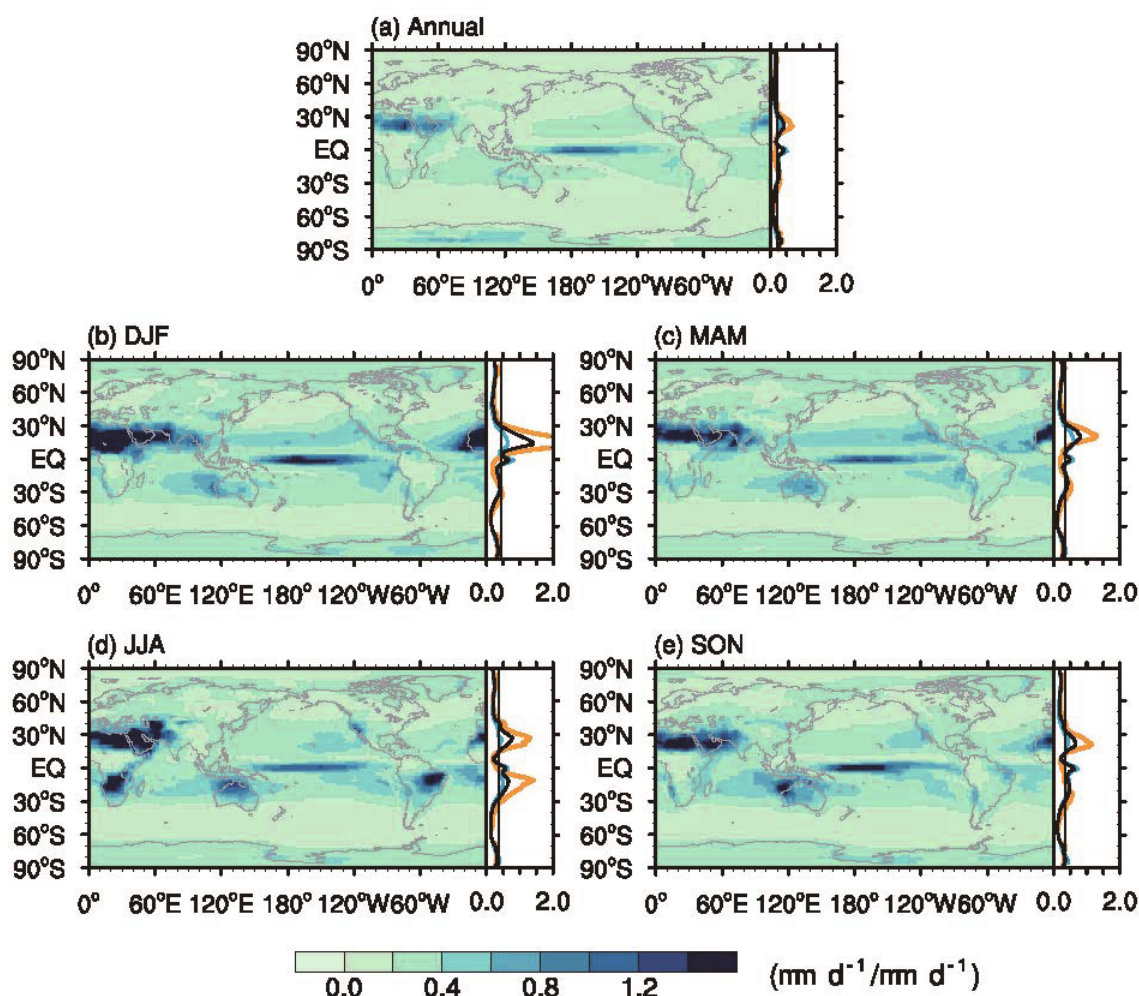 (a) Annual
90°N
60°N
30°N
EQ
30°S
60°S
90°S
0° 60°E 120°E 180° 120°W 60°W 0.0 2.0
(b) DJF
90°N
60°N
30°N
EQ
30°S
60°S
90°S
0° 60°E 120°E 180° 120°W 60°W 0.0 2.0
(c) MAM
90°N
60°N
30°N
EQ
30°S
60°S
90°S
0° 60°E 120°E 180° 120°W 60°W 0.0 2.0
(d) JJA
90°N
60°N
30°N
EQ
30°S
60°S
90°S
0° 60°E 120°E 180° 120°W 60°W 0.0 2.0
(e) SON
90°N
60°N
30°N
EQ
30°S
60°S
90°S
0° 60°E 120°E 180° 120°W 60°W 0.0 2.0
0.0 0.4 0.8 1.2 (mm d⁻¹/mm d⁻¹)